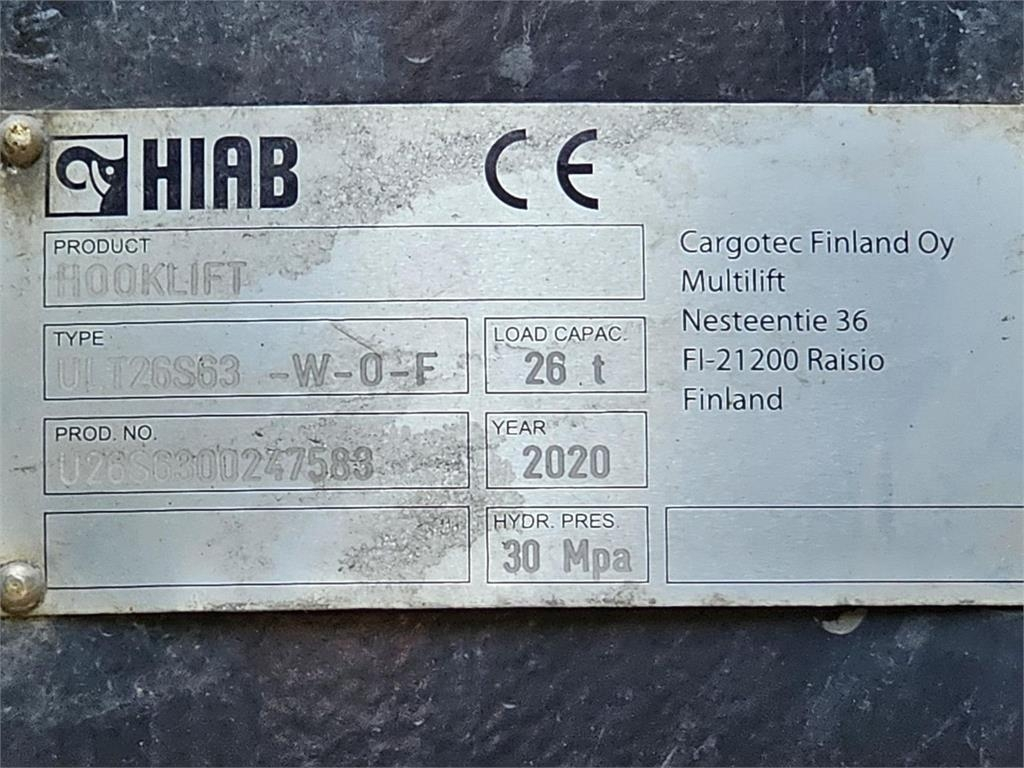 HIAB CE
PRODUCT
HOOKLIFT
TYPE
ULT26S63 -W-O-F
LOAD CAPAC.
26 t
PROD. NO.
U26S6300247583
YEAR
2020
HYDR. PRES.
30 Mpa
Cargotec Finland Oy
Multilift
Nesteentie 36
FI-21200 Raisio
Finland